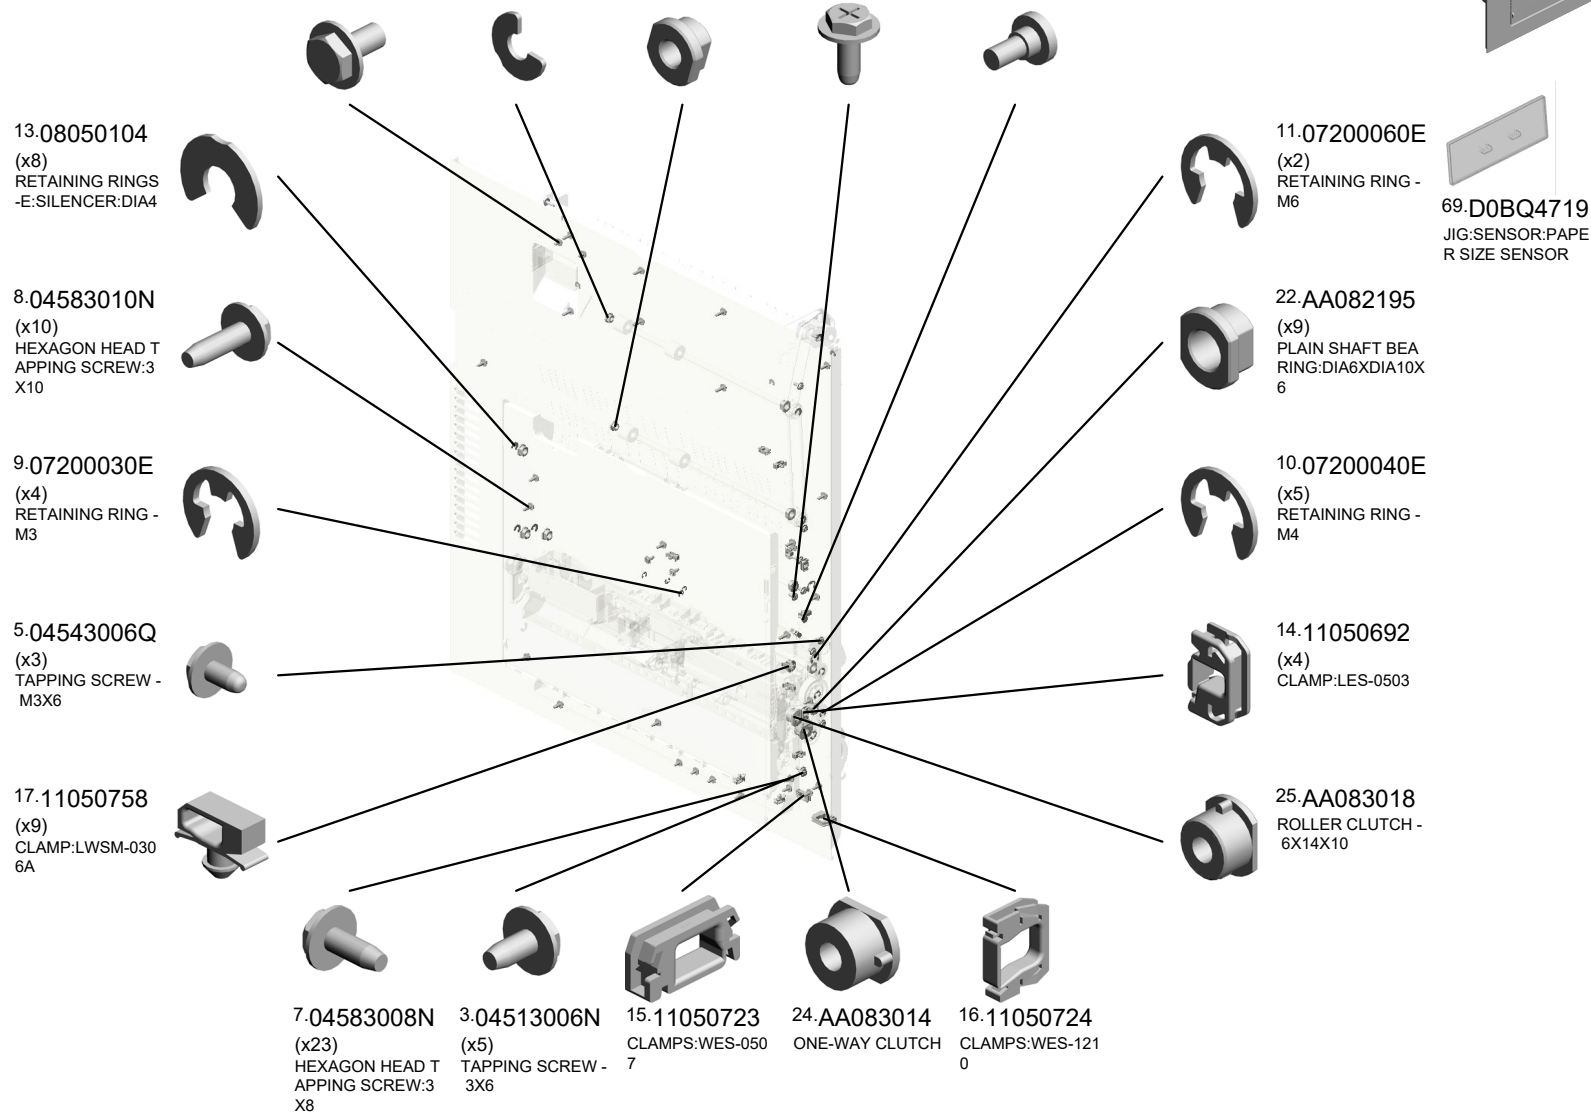 13.08050104
(x8)
RETAINING RINGS
-E:SILENCER:DIA4
8.04583010N
(x10)
HEXAGON HEAD T
APPING SCREW:3
X10
9.07200030E
(x4)
RETAINING RING -
M3
5.04543006Q
(x3)
TAPPING SCREW -
M3X6
17.11050758
(x9)
CLAMP:LWSM-030
6A
7.04583008N
(x23)
HEXAGON HEAD T
APPING SCREW:3
X8
3.04513006N
(x5)
TAPPING SCREW -
3X6
15.11050723
CLAMPS:WES-050
7
24.AA083014
ONE-WAY CLUTCH
16.11050724
CLAMPS:WES-121
0
11.07200060E
(x2)
RETAINING RING -
M6
22.AA082195
(x9)
PLAIN SHAFT BEA
RING:DIA6XDIA10X
6
10.07200040E
(x5)
RETAINING RING -
M4
14.11050692
(x4)
CLAMP:LES-0503
25.AA083018
ROLLER CLUTCH -
6X14X10
69.D0BQ4719
JIG:SENSOR:PAPE
R SIZE SENSOR